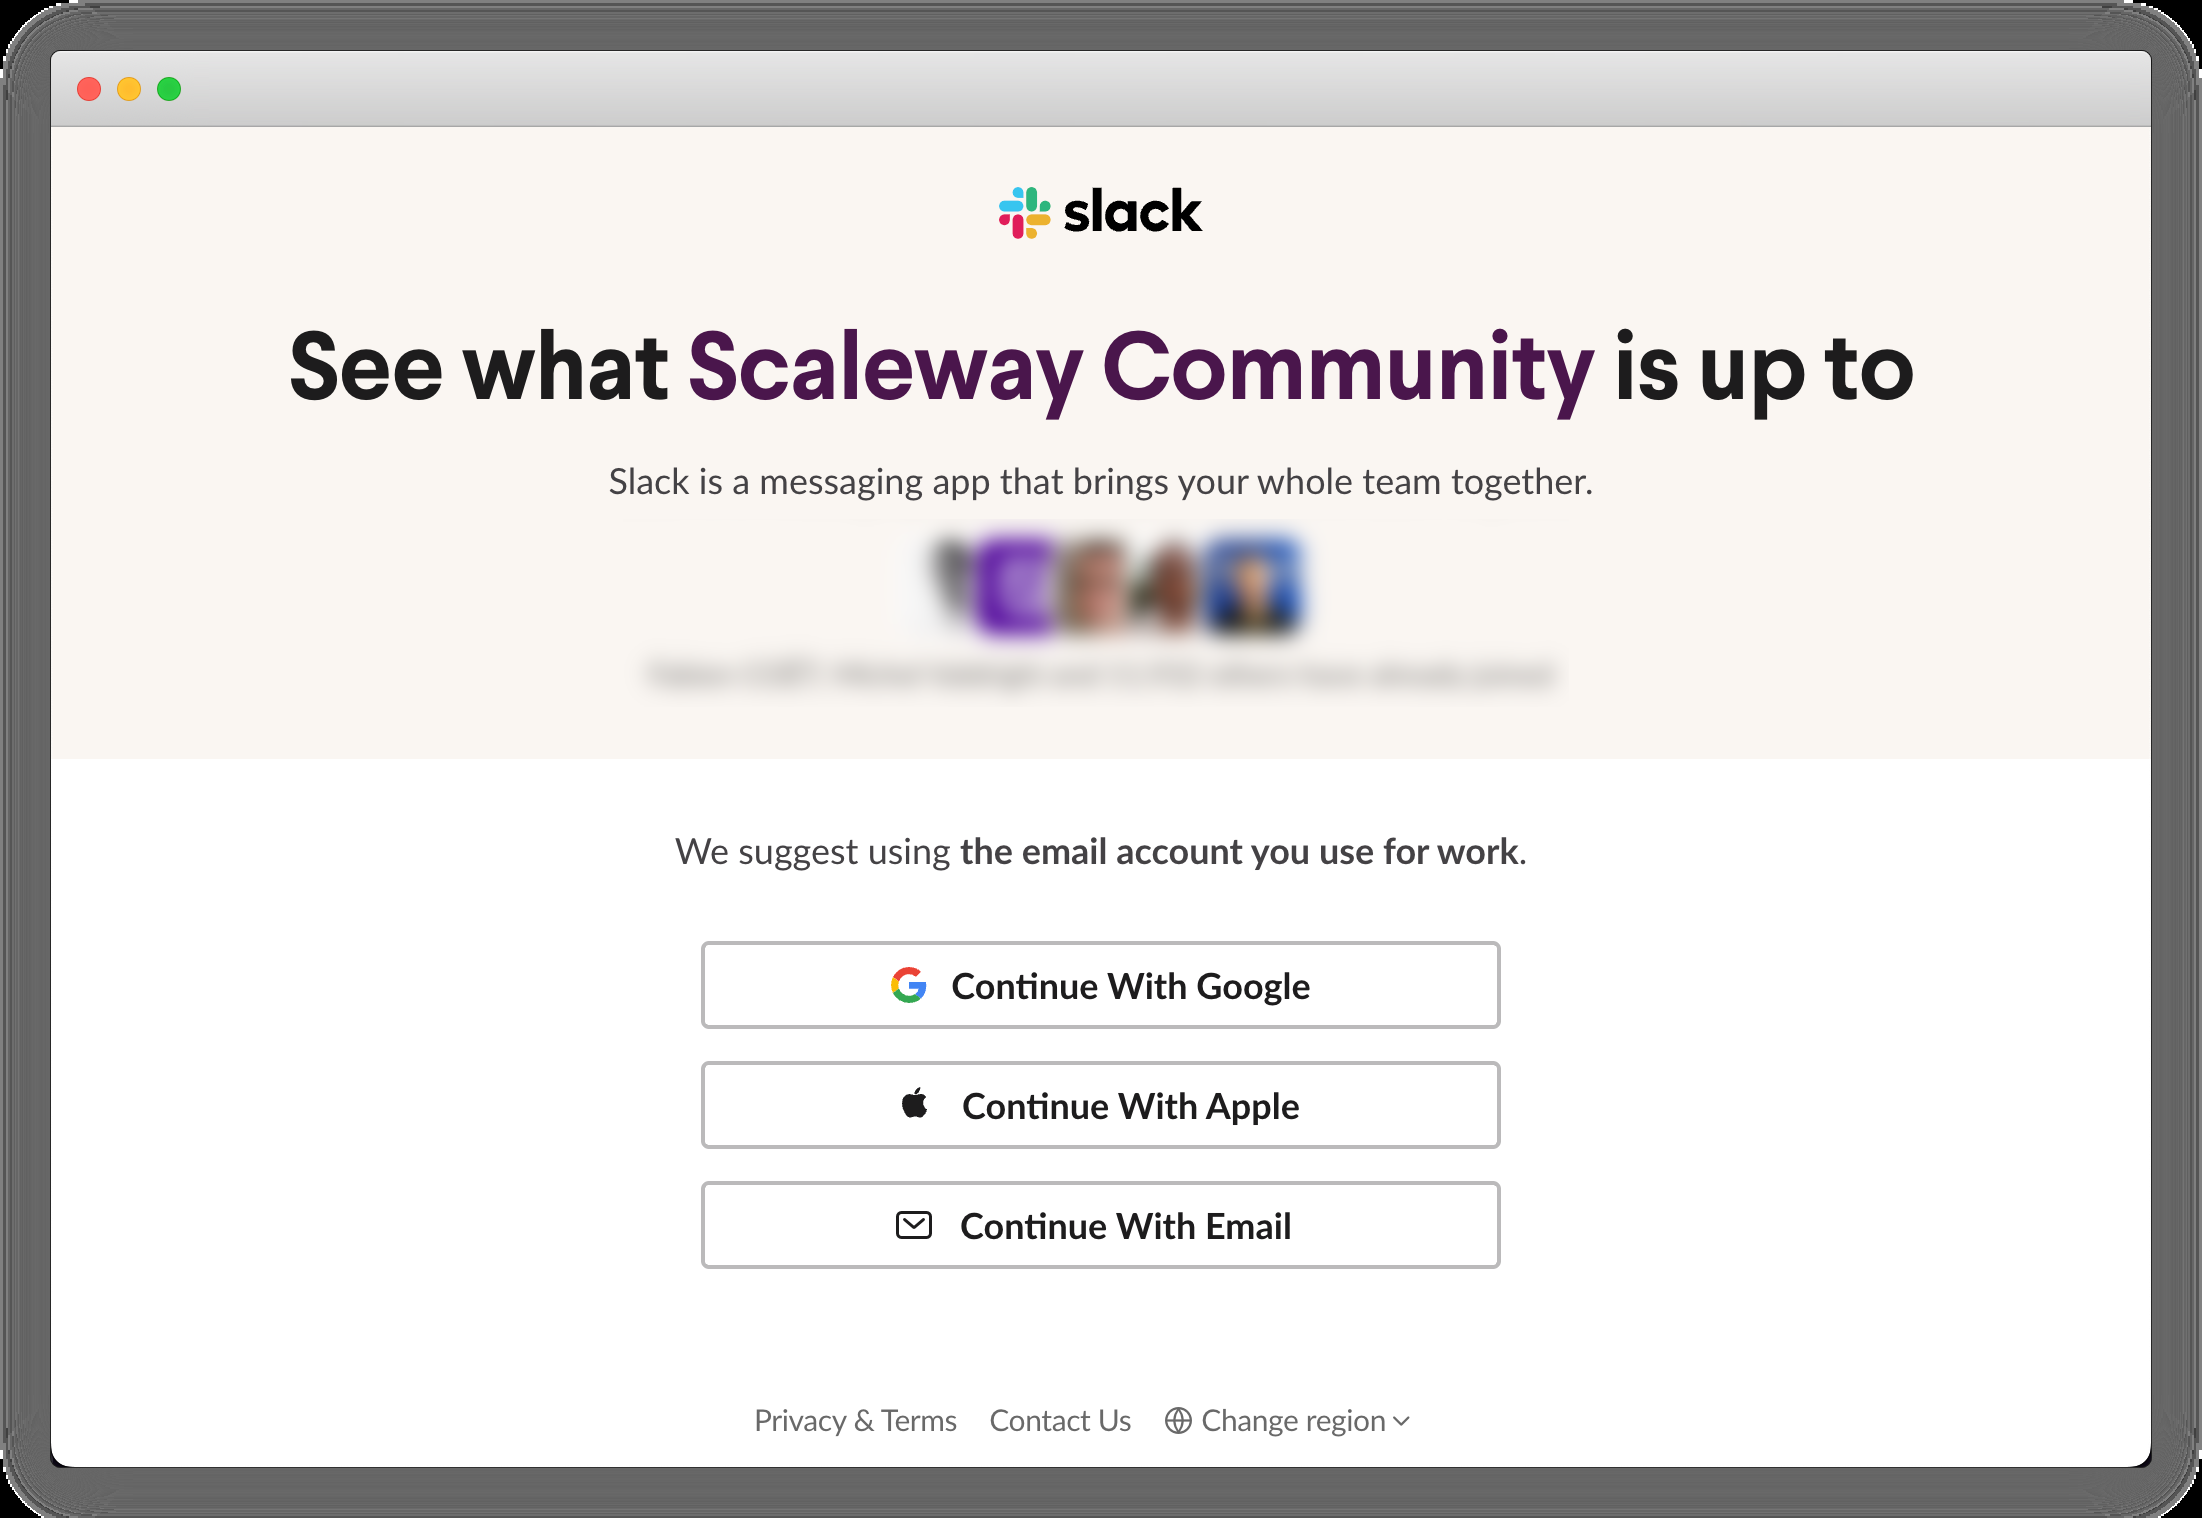 slack
See what Scaleway Community is up to
Slack is a messaging app that brings your whole team together.
We suggest using the email account you use for work.
Continue With Google
Continue With Apple
Continue With Email
Privacy & Terms Contact Us Change region